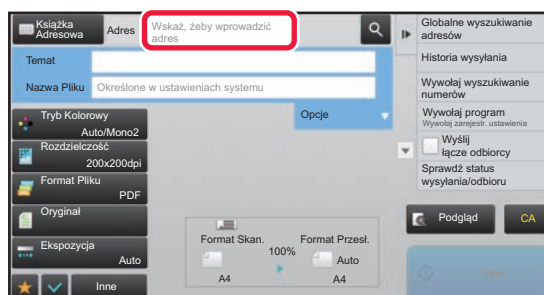 Książka
Adresowa
Adres
Wskaż, żeby wprowadzić
adres
Temat
Nazwa Pliku
Określone w ustawieniach systemu
Opcje
Tryb Kolorowy
Auto/Mono2
Rozdzielczość
200x200dpi
Format Pliku
PDF
Oryginał
Ekspozycja
Auto
Inne
Format Skan.
100%
Format Przesł.
Auto
A4
A4
Globalne wyszukiwanie
adresów
Historia wysyłania
Wywołaj wyszukiwanie
numerów
Wywołaj program
Wywołaj zarejestr. ustawienia
Wyślij
łącze odbiorcy
Sprawdź status
wysyłania/odbioru
Podgląd
CA
Start